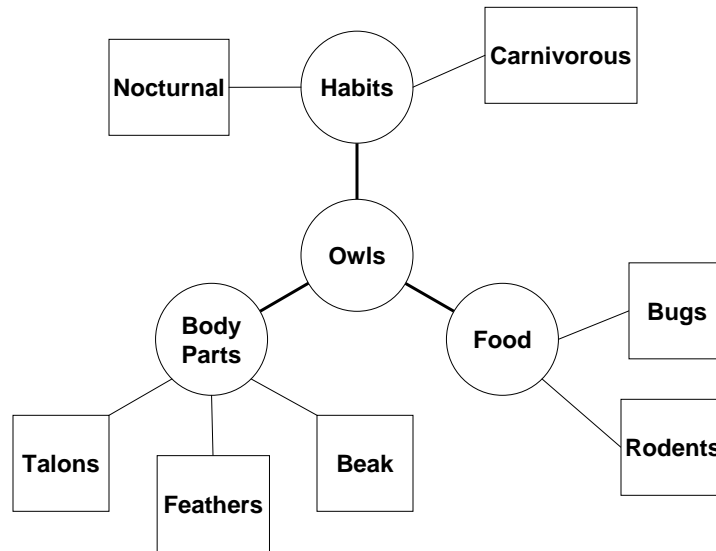 Carnivorous
Nocturnal
Habits
Owls
Body
Parts
Food
Bugs
Talons
Feathers
Beak
Rodents